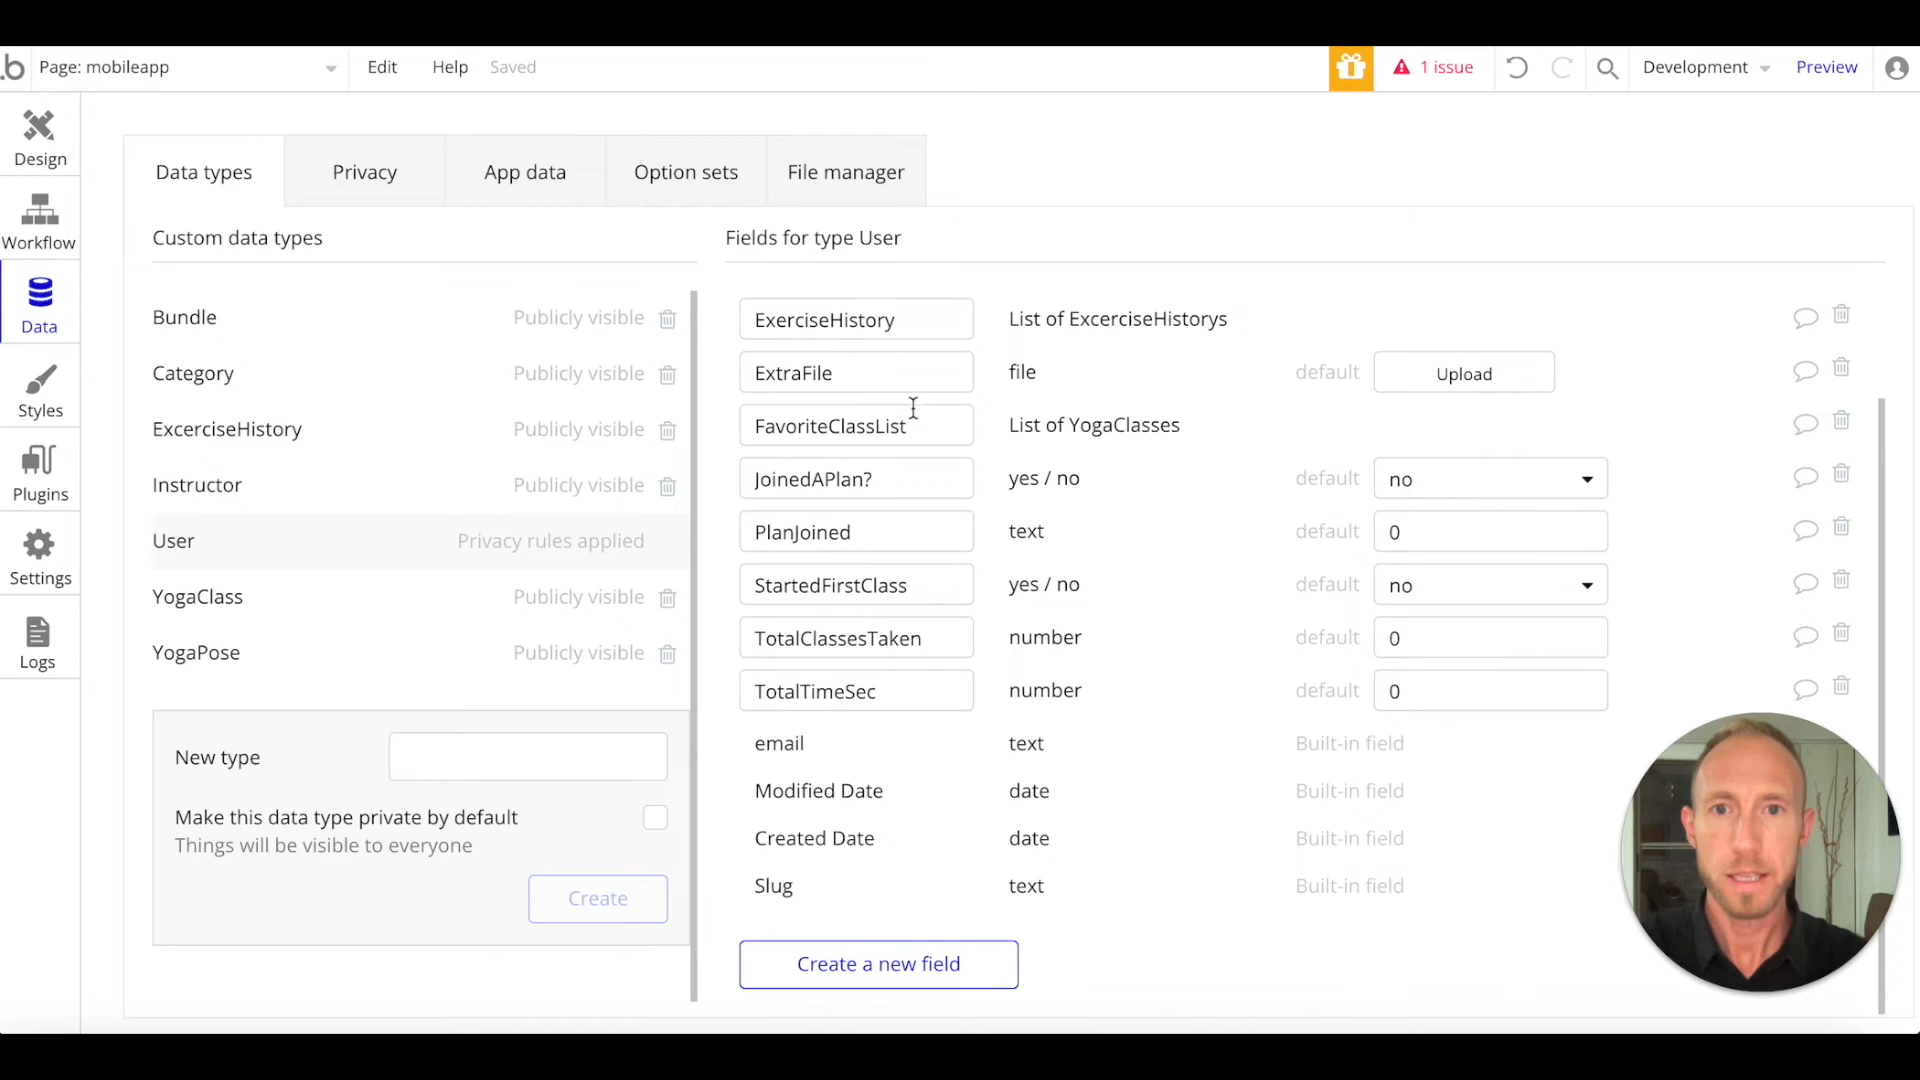 .b Page: mobileapp Edit Help Saved 1 issue Development Preview
Design
Workflow
Data
Styles
Plugins
Settings
Logs
Data types Privacy App data Option sets File manager
Custom data types
Bundle Publicly visible
Category Publicly visible
ExcerciseHistory Publicly visible
Instructor Publicly visible
User Privacy rules applied
YogaClass Publicly visible
YogaPose Publicly visible
New type
Make this data type private by default
Things will be visible to everyone
Create
Fields for type User
ExerciseHistory List of ExcerciseHistorys
ExtraFile file default Upload
FavoriteClassList List of YogaClasses
JoinedAPlan? yes / no default no
PlanJoined text default 0
StartedFirstClass yes / no default no
TotalClassesTaken number default 0
TotalTimeSec number default 0
email text Built-in field
Modified Date date Built-in field
Created Date date Built-in field
Slug text Built-in field
Create a new field